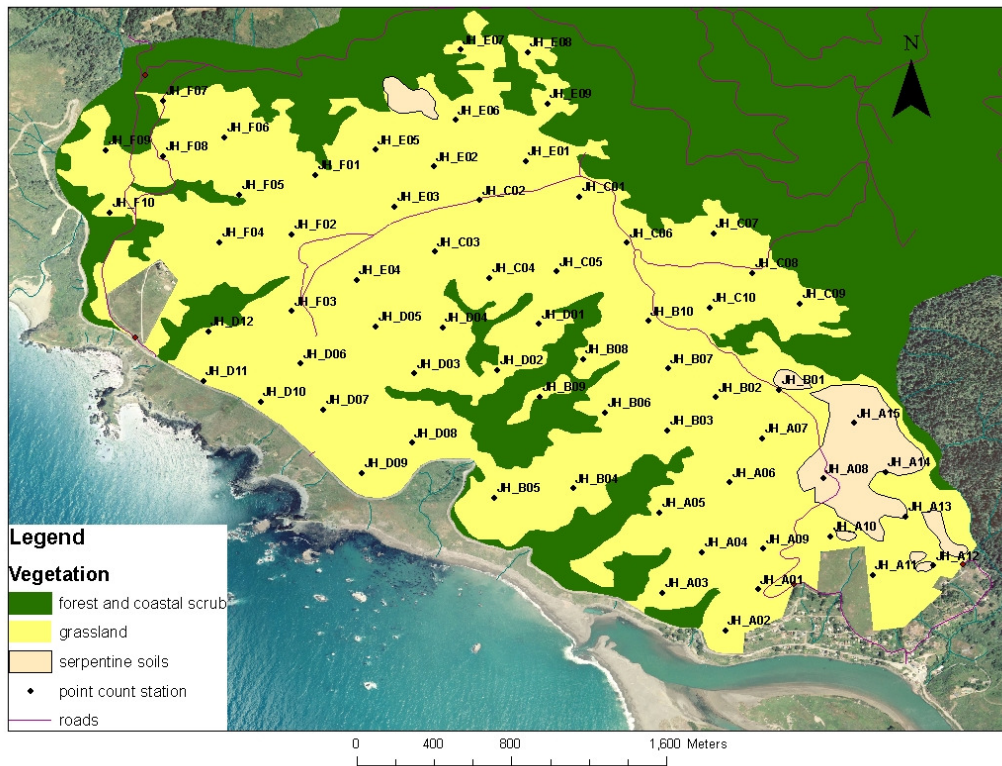 JH_E07
JH_E08
N
JH_F07
JH_E09
JH_E06
JH_F06
JH_F09
JH_F08
JH_E05
JH_E02
JH_E01
JH_F01
JH_F05
JH_C01
JH_C02
JH_E03
JH_F10
JH_F02
JH_F04
JH_C06
JH_C07
JH_C03
JH_C05
JH_C08
JH_E04
JH_C04
JH_F03
JH_C10
JH_C09
JH_D12
JH_D05
JH_D04
JH_D01
JH_B10
JH_D06
JH_D03
JH_D02
JH_B08
JH_B07
JH_D11
JH_B09
JH_B02
JH_B01
JH_D10
JH_D07
JH_B06
JH_A15
JH_D08
JH_B03
JH_A07
JH_D09
JH_B04
JH_A06
JH_A08
JH_A14
JH_B05
JH_A05
JH_A13
JH_A04
JH_A09
JH_A10
JH_A03
JH_A01
JH_A11
JH_A12
JH_A02
Legend
Vegetation
forest and coastal scrub
grassland
serpentine soils
point count station
roads
0 400 800 1,600 Meters